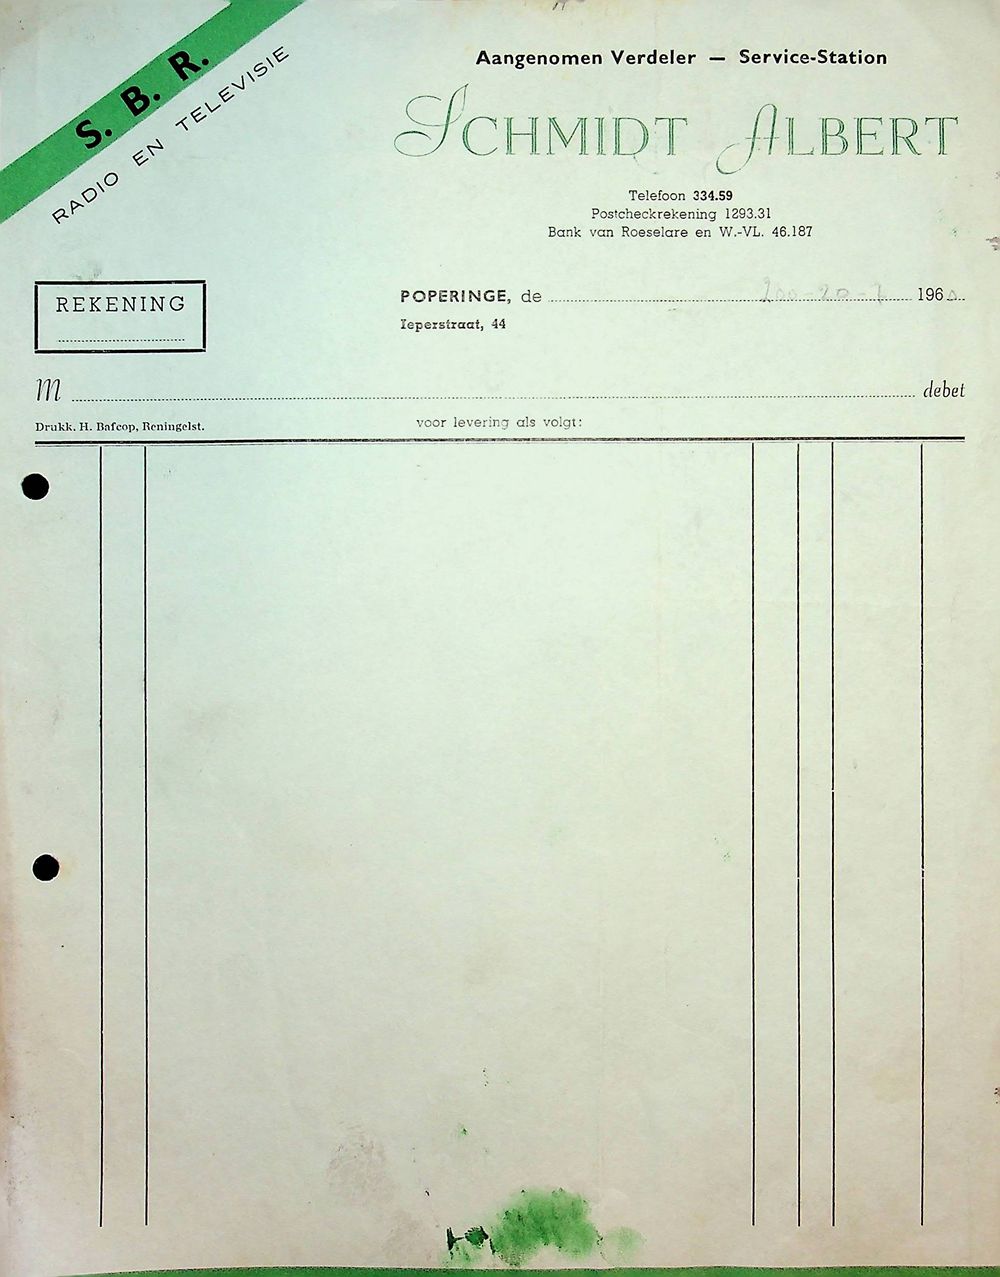 S. B. R.
RADIO EN TELEVISIE
Aangenomen Verdeler — Service-Station
SCHMIDT ALBERT
Telefoon 334.59
Postcheckrekening 1293.31
Bank van Roeselare en W.-VL. 46.187
REKENING
POPERINGE, de 196
Ieperstraat, 44
M debet
Drukk. H. Bafcop, Reningelst.
voor levering als volgt: